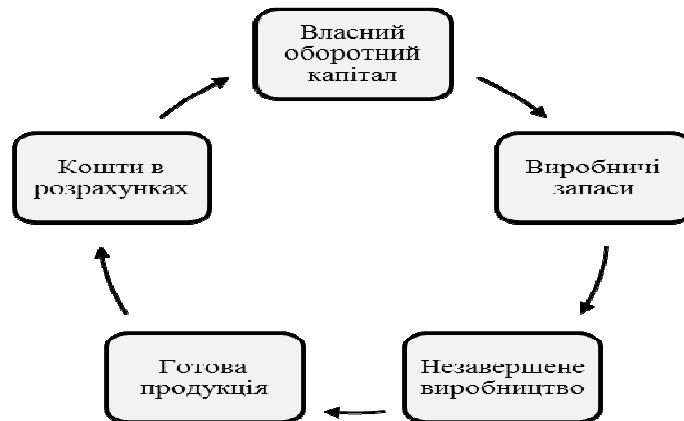 Власний
оборотний
капітал
Виробничі
запаси
Незавершене
виробництво
Готова
продукція
Кошти в
розрахунках